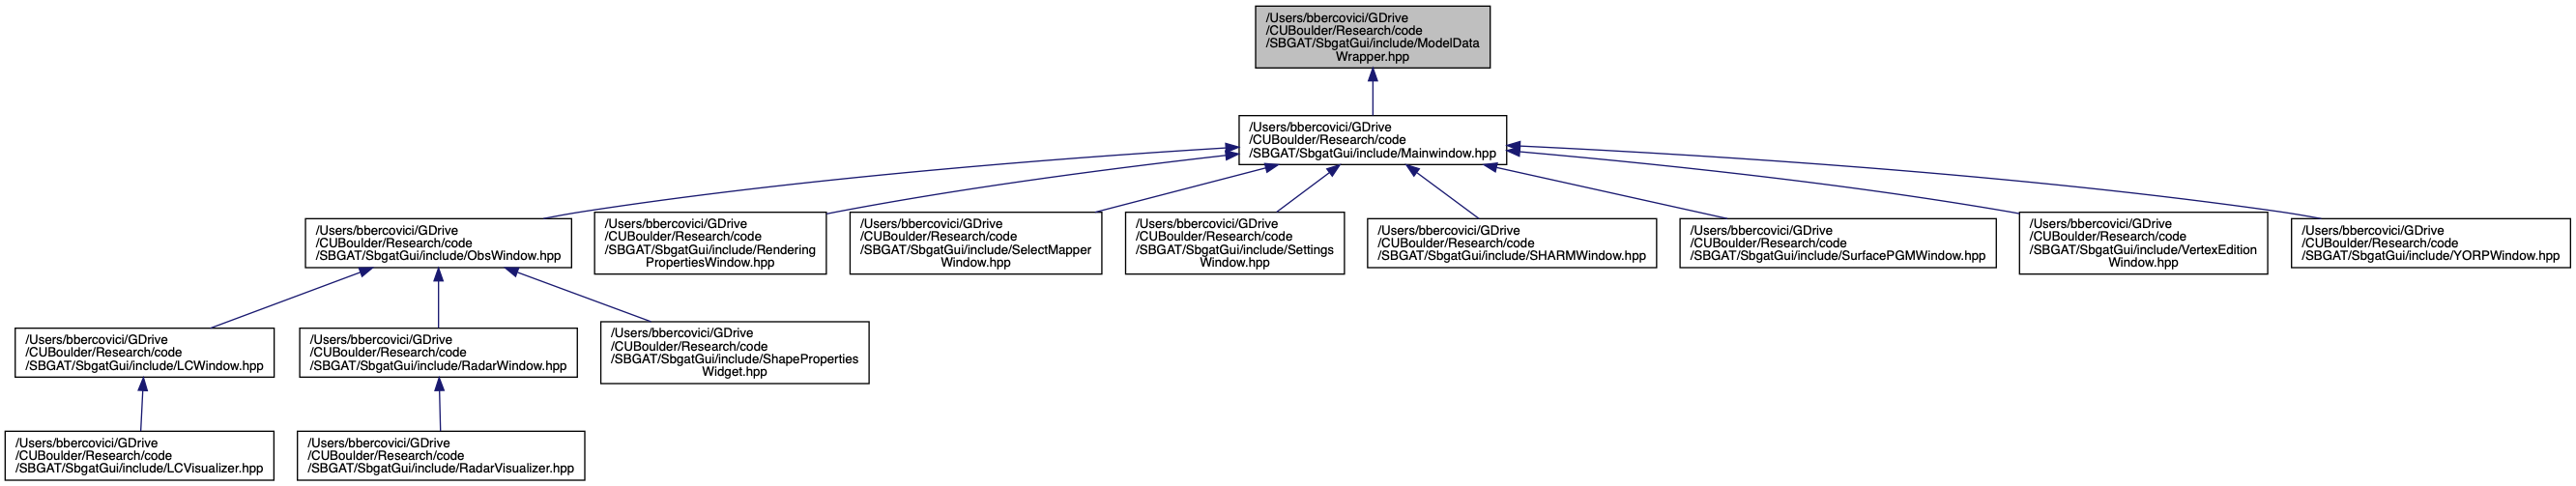 /Users/bbercovici/GDrive
/CUBoulder/Research/code
/SBGAT/SbgatGui/include/ModelData
Wrapper.hpp
/Users/bbercovici/GDrive
/CUBoulder/Research/code
/SBGAT/SbgatGui/include/Mainwindow.hpp
/Users/bbercovici/GDrive
/CUBoulder/Research/code
/SBGAT/SbgatGui/include/ObsWindow.hpp
/Users/bbercovici/GDrive
/CUBoulder/Research/code
/SBGAT/SbgatGui/include/Rendering
PropertiesWindow.hpp
/Users/bbercovici/GDrive
/CUBoulder/Research/code
/SBGAT/SbgatGui/include/SelectMapper
Window.hpp
/Users/bbercovici/GDrive
/CUBoulder/Research/code
/SBGAT/SbgatGui/include/Settings
Window.hpp
/Users/bbercovici/GDrive
/CUBoulder/Research/code
/SBGAT/SbgatGui/include/SHARMWindow.hpp
/Users/bbercovici/GDrive
/CUBoulder/Research/code
/SBGAT/SbgatGui/include/SurfacePGMWindow.hpp
/Users/bbercovici/GDrive
/CUBoulder/Research/code
/SBGAT/SbgatGui/include/VertexEdition
Window.hpp
/Users/bbercovici/GDrive
/CUBoulder/Research/code
/SBGAT/SbgatGui/include/YORPWindow.hpp
/Users/bbercovici/GDrive
/CUBoulder/Research/code
/SBGAT/SbgatGui/include/LCWindow.hpp
/Users/bbercovici/GDrive
/CUBoulder/Research/code
/SBGAT/SbgatGui/include/RadarWindow.hpp
/Users/bbercovici/GDrive
/CUBoulder/Research/code
/SBGAT/SbgatGui/include/ShapeProperties
Widget.hpp
/Users/bbercovici/GDrive
/CUBoulder/Research/code
/SBGAT/SbgatGui/include/LCVisualizer.hpp
/Users/bbercovici/GDrive
/CUBoulder/Research/code
/SBGAT/SbgatGui/include/RadarVisualizer.hpp